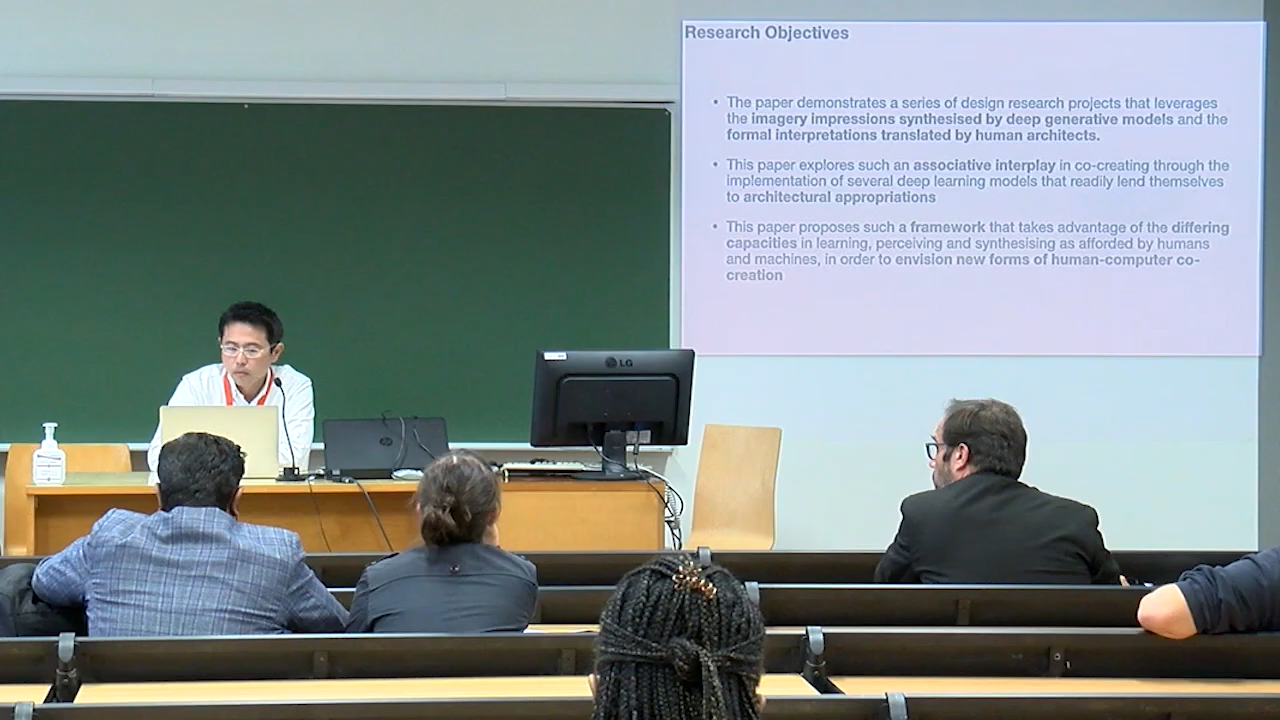 Research Objectives
• The paper demonstrates a series of design research projects that leverages
the imagery impressions synthesised by deep generative models and the
formal interpretations translated by human architects.
• This paper explores such an associative interplay in co-creating through the
implementation of several deep learning models that readily lend themselves
to architectural appropriations
• This paper proposes such a framework that takes advantage of the differing
capacities in learning, perceiving and synthesising as afforded by humans
and machines, in order to envision new forms of human-computer co-
creation
LG
hp